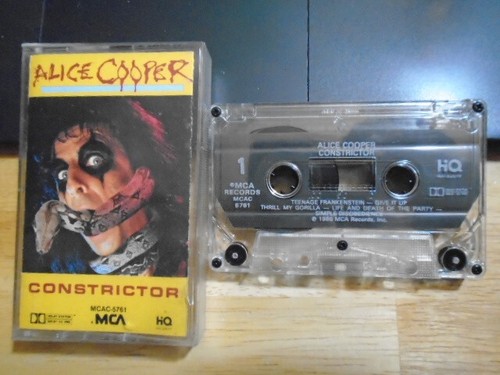 ALICE COOPER
CONSTRICTOR
MCAC-5761
MCA
HQ
ALICE COOPER
CONSTRICTOR
1
MCA
RECORDS
MCAC
5761
HQ
TEENAGE FRANKENSTEIN — GIVE IT UP
THRILL MY GORILLA — LIFE AND DEATH OF THE PARTY —
SIMPLE DISOBEDIENCE
© 1986 MCA Records, Inc.